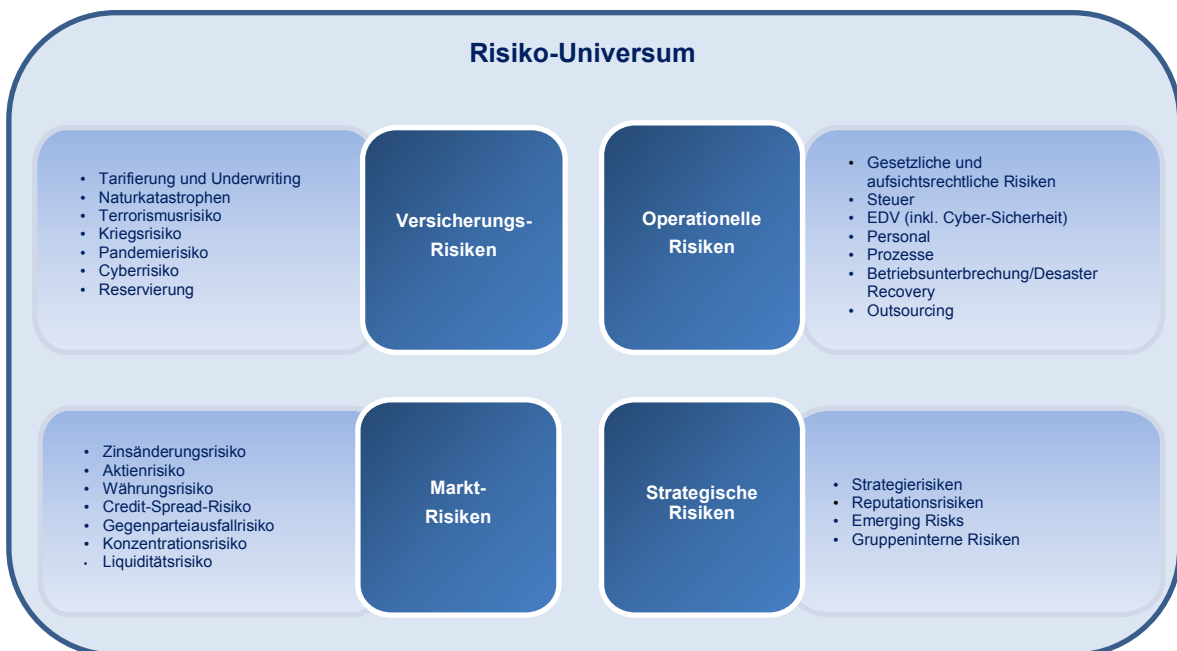 Risiko-Universum
• Tarifierung und Underwriting
• Naturkatastrophen
• Terrorismusrisiko
• Kriegsrisiko
• Pandemierisiko
• Cyberrisiko
• Reservierung
Versicherungs-
Risiken
Operationelle
Risiken
• Gesetzliche und
aufsichtsrechtliche Risiken
• Steuer
• EDV (inkl. Cyber-Sicherheit)
• Personal
• Prozesse
• Betriebsunterbrechung/Desaster
Recovery
• Outsourcing
• Zinsänderungsrisiko
• Aktienrisiko
• Währungsrisiko
• Credit-Spread-Risiko
• Gegenparteiausfallrisiko
• Konzentrationsrisiko
• Liquiditätsrisiko
Markt-
Risiken
Strategische
Risiken
• Strategierisiken
• Reputationsrisiken
• Emerging Risks
• Gruppeninterne Risiken